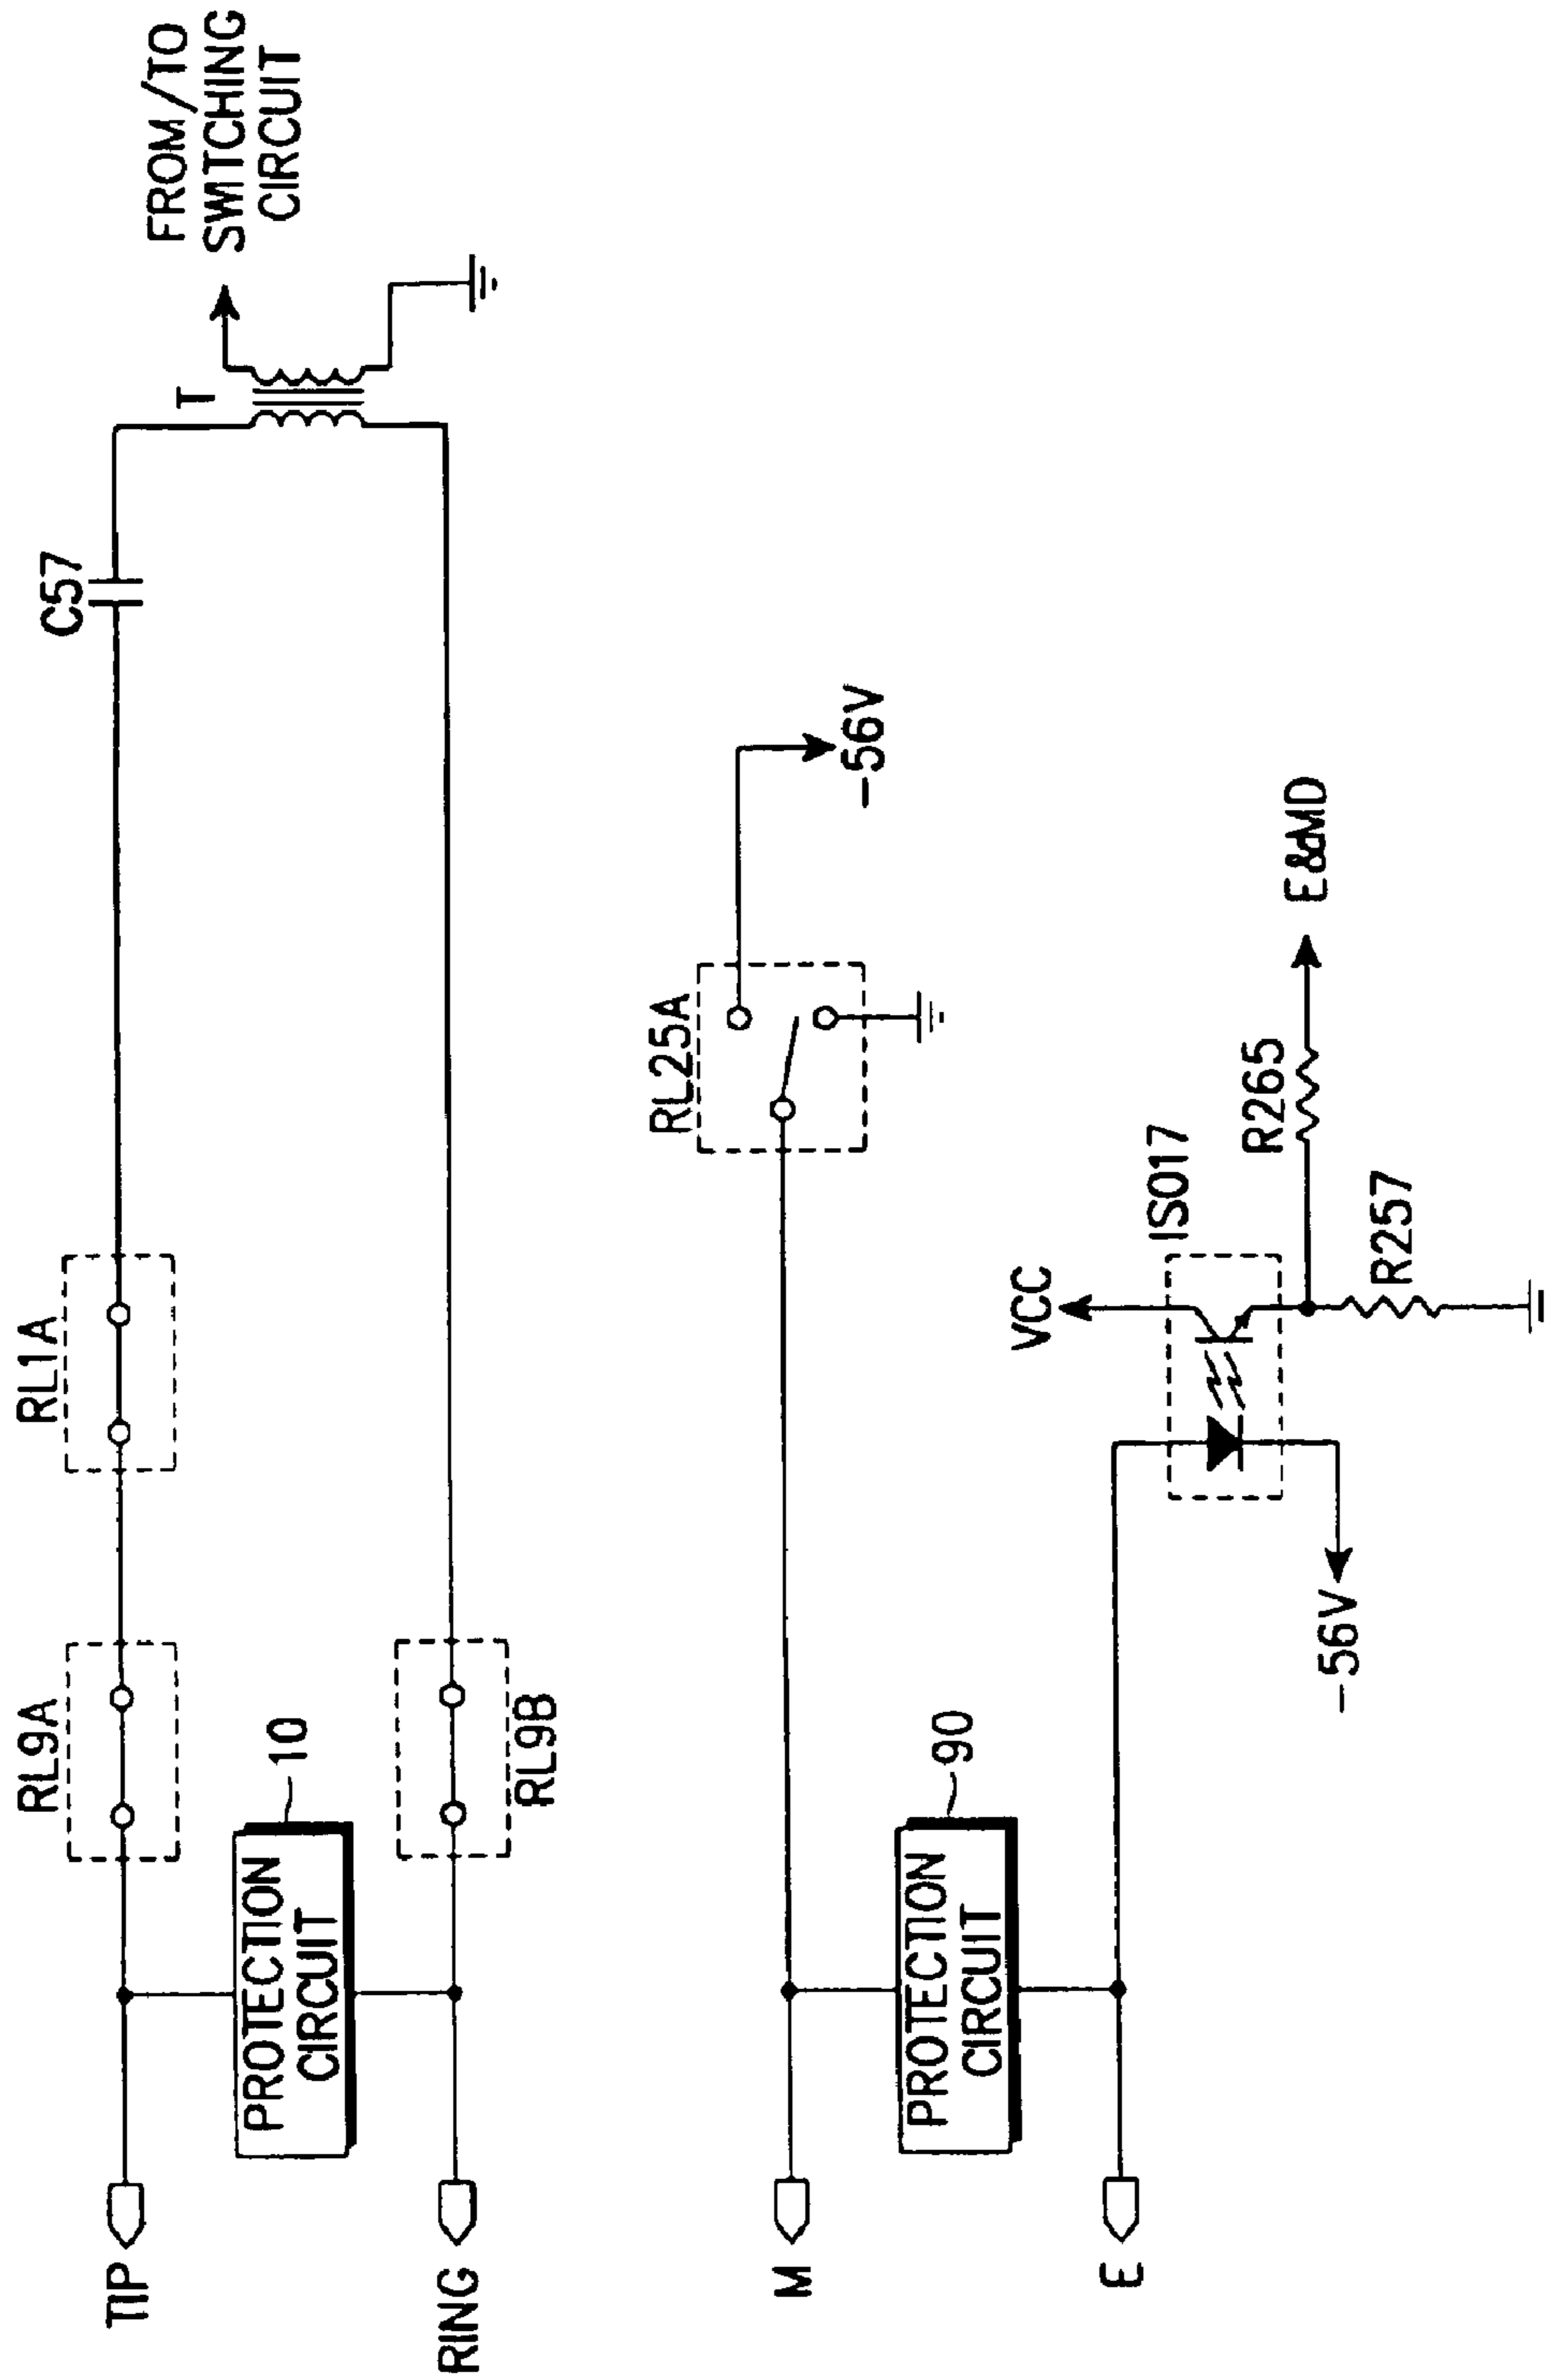 RL9A
RL1A
C57
T
FROM/TO
SWITCHING
CIRCUIT
TIP
PROTECTION
CIRCUIT
10
RING
RL9B
RL25A
-56V
M
PROTECTION
CIRCUIT
90
VCC
ISO17
R265
E&MD
E
-56V
R257